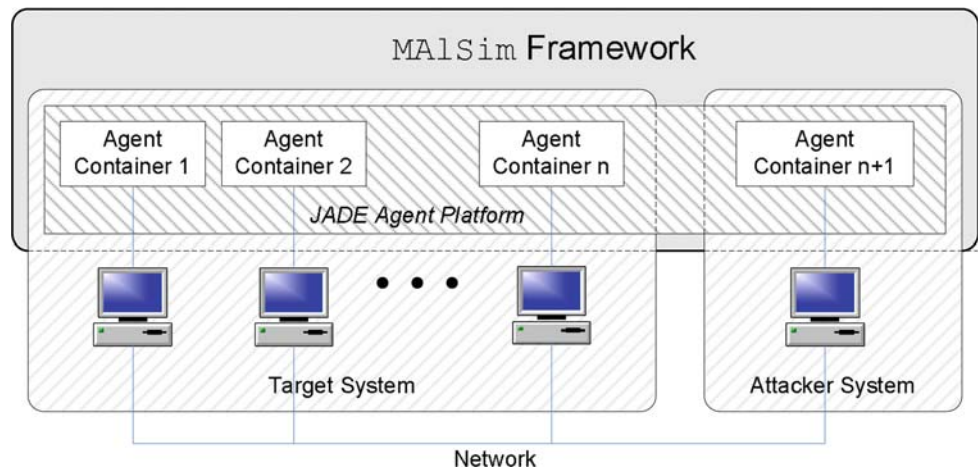 MAlSim Framework
Agent
Container 1
Agent
Container 2
Agent
Container n
Agent
Container n+1
JADE Agent Platform
Target System
Attacker System
Network